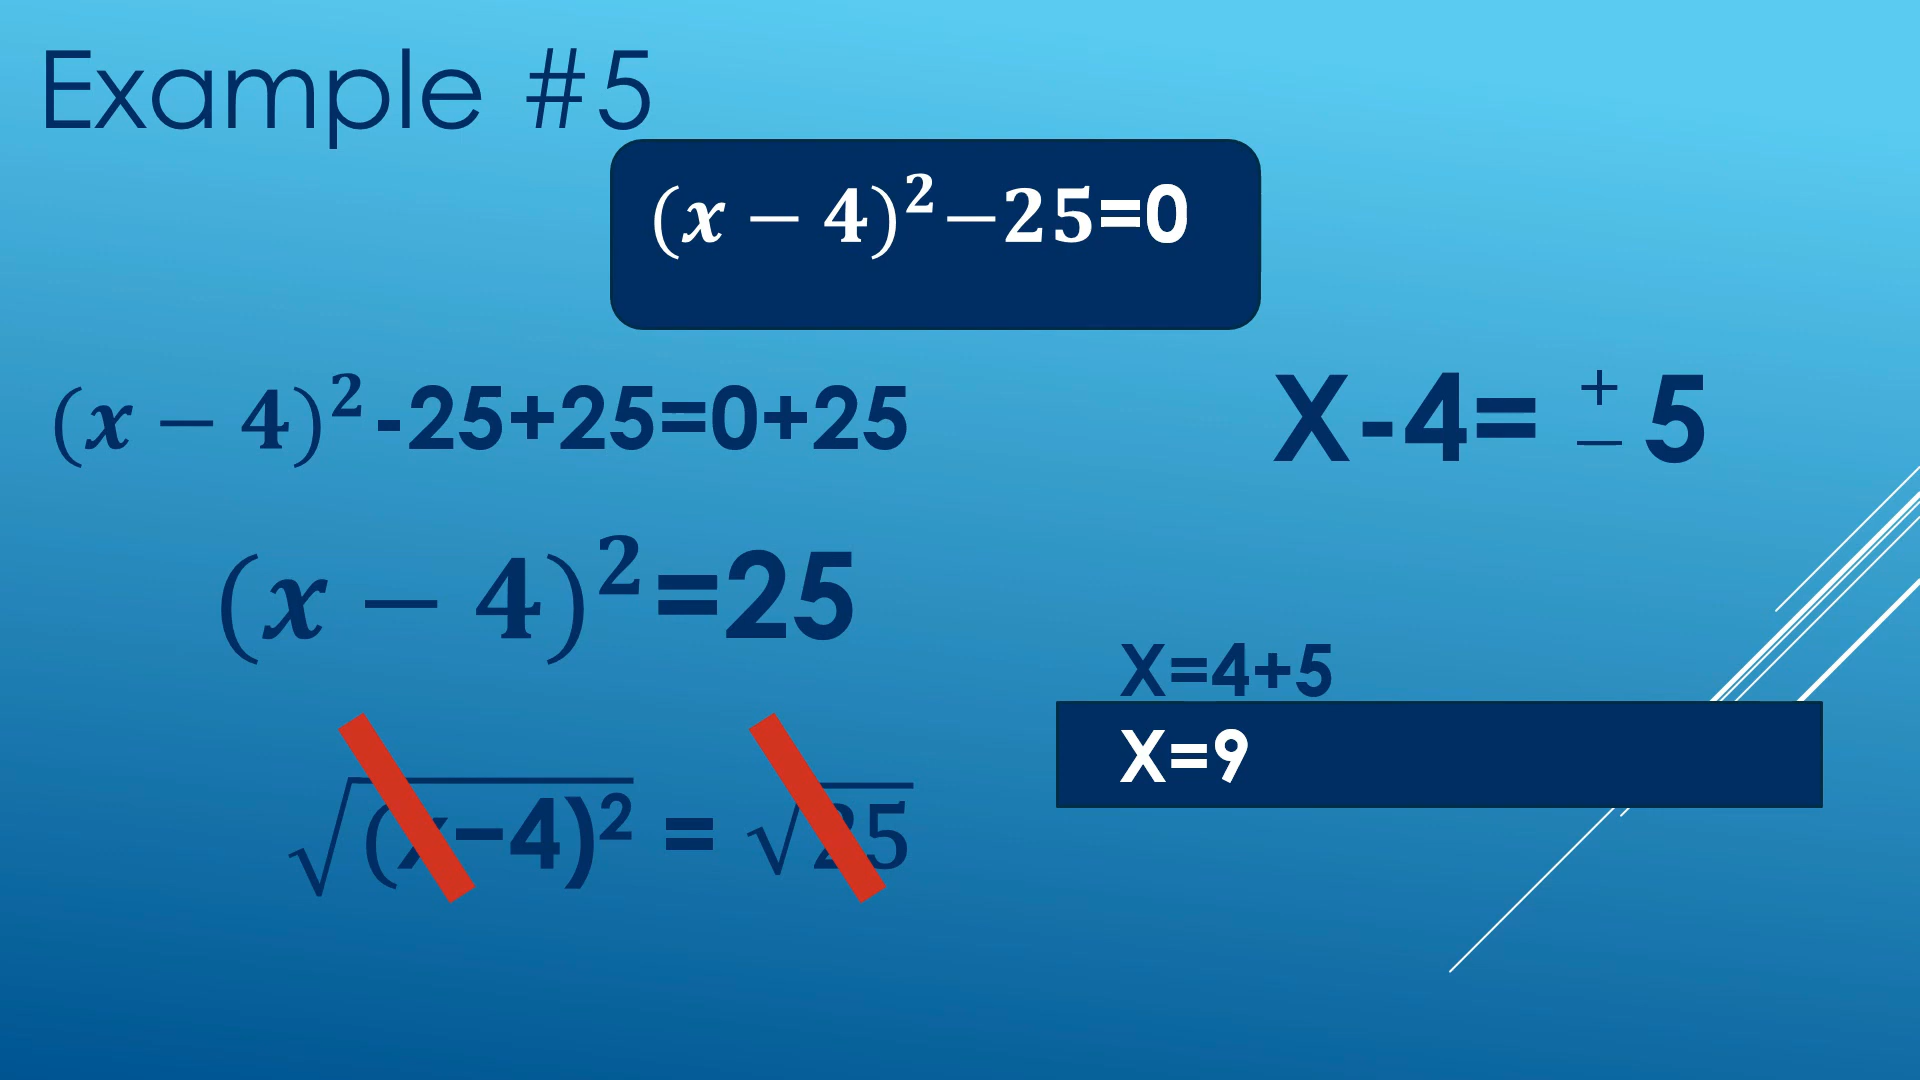 Example #5
(x − 4)²−25=0
(x − 4)²-25+25=0+25
(x − 4)²=25
√(x−4)² = √25
X-4= ± 5
X=4+5
X=9